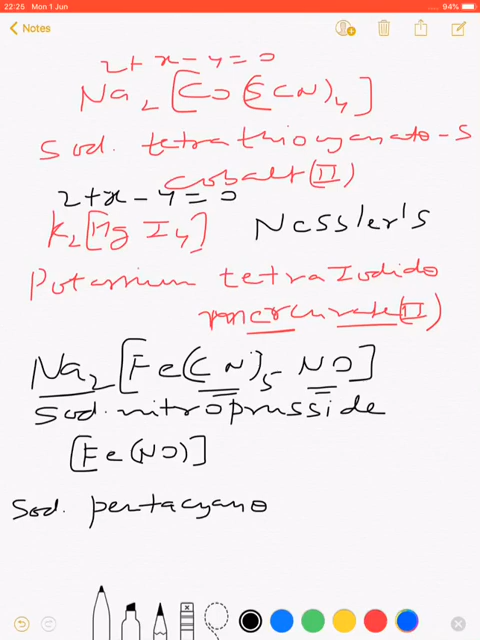 22:25 Mon 1 Jun
94%
Notes
2+x-4=0
Na2[Co(SCN)4]
Sod. tetrathiocyanato-S
cobalt(II)
2+x-4=0
K2[Hg I4] Nessler's
Potassium tetraIodido
mercurate(II)
Na2[Fe(CN)5 NO]
Sod. nitroprusside
[Fe(NO)]
Sod. pentacyano